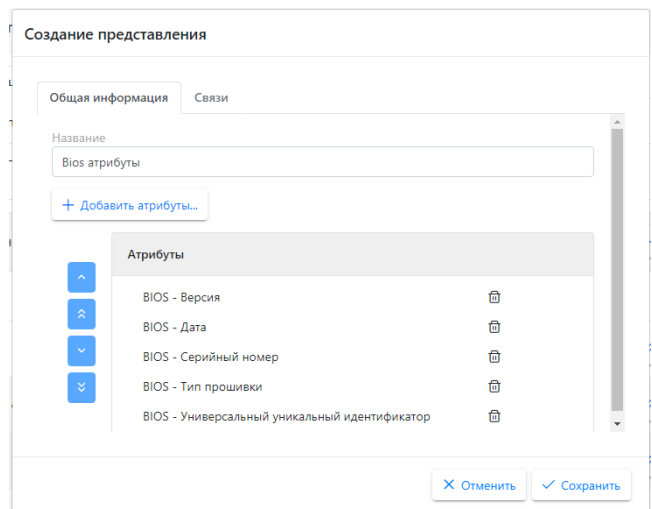 Создание представления
Общая информация Связи
Название
Bios атрибуты
Добавить атрибуты...
Атрибуты
BIOS - Версия
BIOS - Дата
BIOS - Серийный номер
BIOS - Тип прошивки
BIOS - Универсальный уникальный идентификатор
Отменить Сохранить